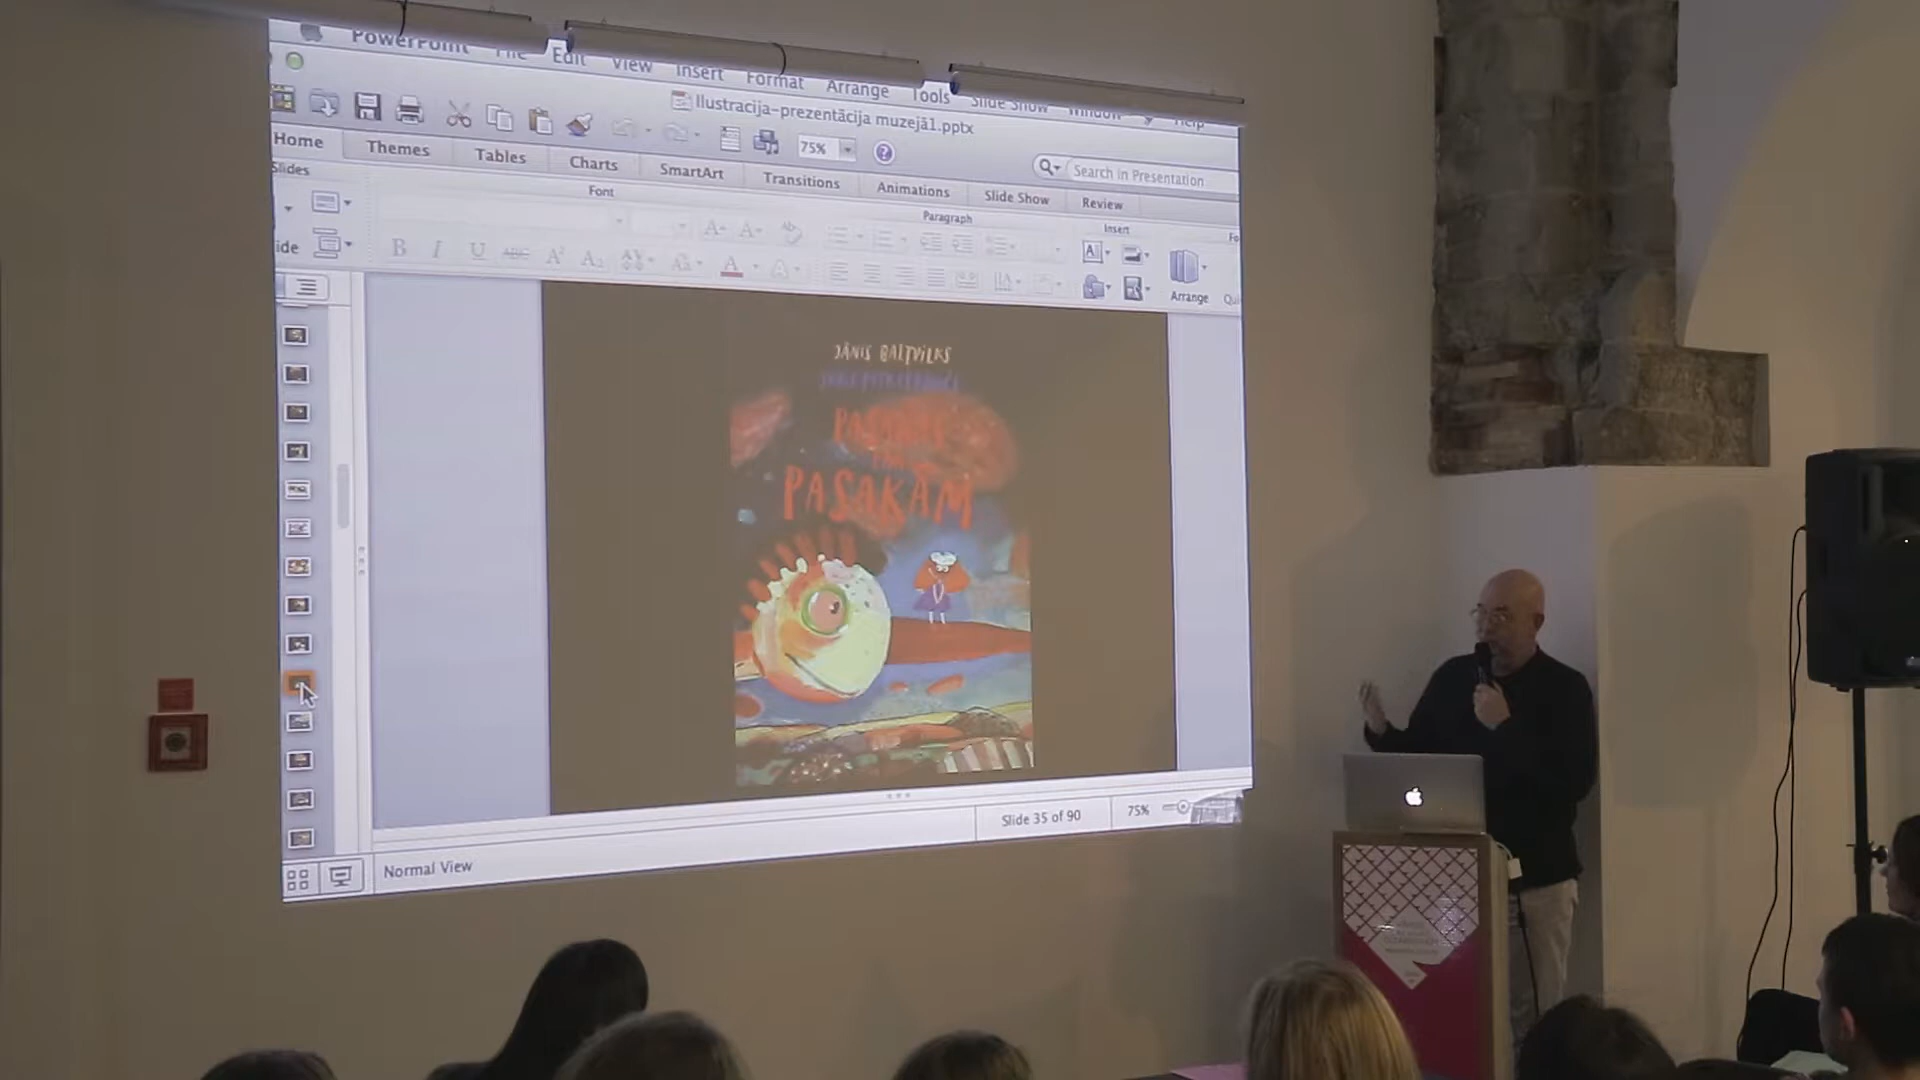 PowerPoint File Edit View Insert Format Arrange Tools Slide Show Window Help
Ilustracija-prezentācija muzejā1.pptx
75%
Search in Presentation
Home Themes Tables Charts SmartArt Transitions Animations Slide Show Review
Slides Font Paragraph Insert
Arrange
JĀNIS BALTVILKS
PASAKĀM
Slide 35 of 90 75%
Normal View